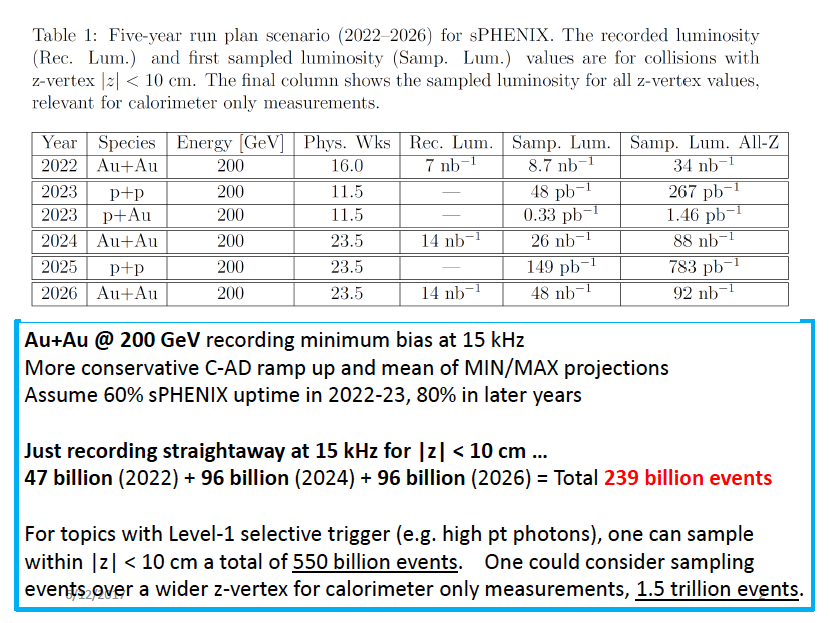 Table 1: Five-year run plan scenario (2022–2026) for sPHENIX. The recorded luminosity
(Rec. Lum.) and first sampled luminosity (Samp. Lum.) values are for collisions with
z-vertex |z| < 10 cm. The final column shows the sampled luminosity for all z-vertex values,
relevant for calorimeter only measurements.
Year Species Energy [GeV] Phys. Wks Rec. Lum. Samp. Lum. Samp. Lum. All-Z
2022 Au+Au 200 16.0 7 nb⁻¹ 8.7 nb⁻¹ 34 nb⁻¹
2023 p+p 200 11.5 — 48 pb⁻¹ 267 pb⁻¹
2023 p+Au 200 11.5 — 0.33 pb⁻¹ 1.46 pb⁻¹
2024 Au+Au 200 23.5 14 nb⁻¹ 26 nb⁻¹ 88 nb⁻¹
2025 p+p 200 23.5 — 149 pb⁻¹ 783 pb⁻¹
2026 Au+Au 200 23.5 14 nb⁻¹ 48 nb⁻¹ 92 nb⁻¹
Au+Au @ 200 GeV recording minimum bias at 15 kHz
More conservative C-AD ramp up and mean of MIN/MAX projections
Assume 60% sPHENIX uptime in 2022-23, 80% in later years
Just recording straightaway at 15 kHz for |z| < 10 cm ...
47 billion (2022) + 96 billion (2024) + 96 billion (2026) = Total 239 billion events
For topics with Level-1 selective trigger (e.g. high pt photons), one can sample
within |z| < 10 cm a total of 550 billion events. One could consider sampling
events over a wider z-vertex for calorimeter only measurements, 1.5 trillion events.